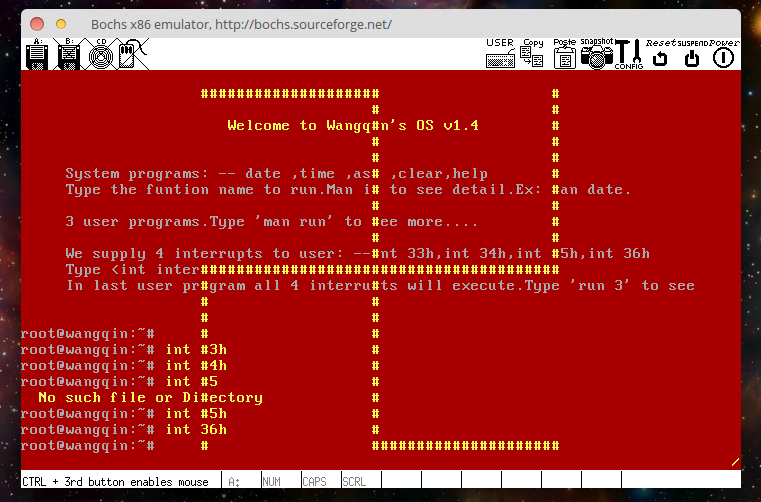 Bochs x86 emulator, http://bochs.sourceforge.net/
A: B: CD USER Copy Paste snapshot CONFIG Reset SUSPEND Power
#################### #
# #
Welcome to Wangq#n's OS v1.4 #
# #
# #
System programs: -- date ,time ,as# ,clear,help
Type the funtion name to run.Man i# to see detail.Ex: #an date.
# #
3 user programs.Type 'man run' to #ee more....
# #
We supply 4 interrupts to user: --#nt 33h,int 34h,int #5h,int 36h
Type <int inter########################################
In last user pr#gram all 4 interru#ts will execute.Type 'run 3' to see
# #
# #
root@wangqin:~# # #
root@wangqin:~# int #3h #
root@wangqin:~# int #4h #
root@wangqin:~# int #5 #
No such file or Di#ectory #
root@wangqin:~# int #5h #
root@wangqin:~# int 36h #
root@wangqin:~# # #####################
/
CTRL + 3rd button enables mouse A: NUM CAPS SCRL